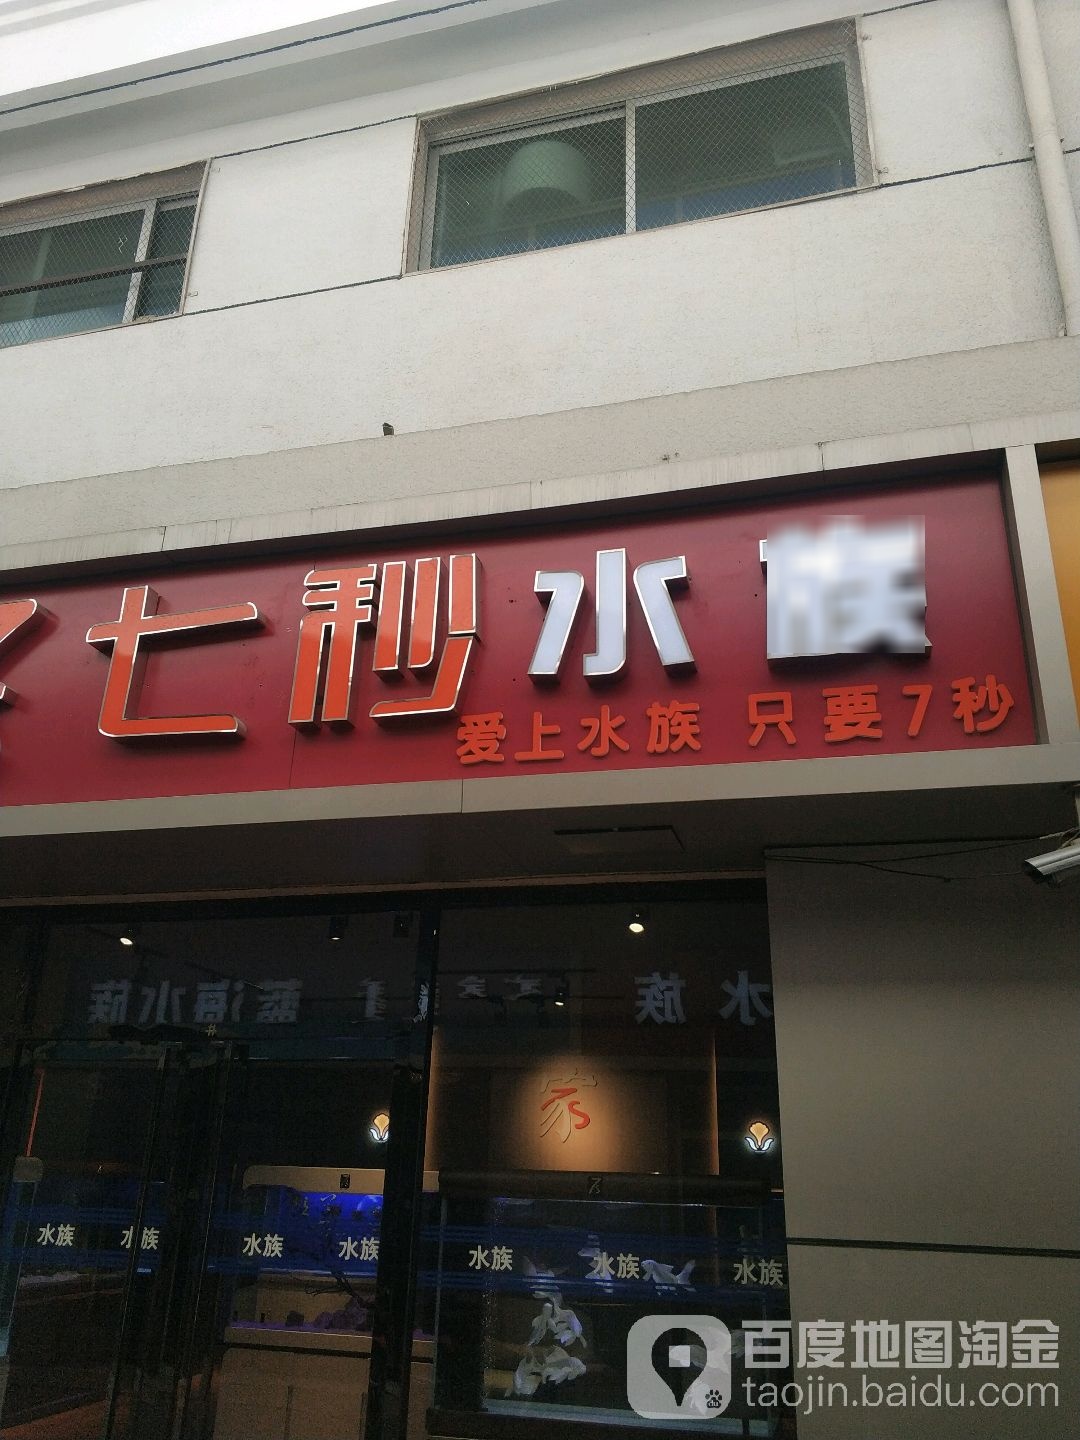 七秒水族
爱上水族 只要7秒
蓝海水族
水族
家
7S
水族 水族 水族 水族 水族 水族 水族
百度地图淘金
taojin.baidu.com